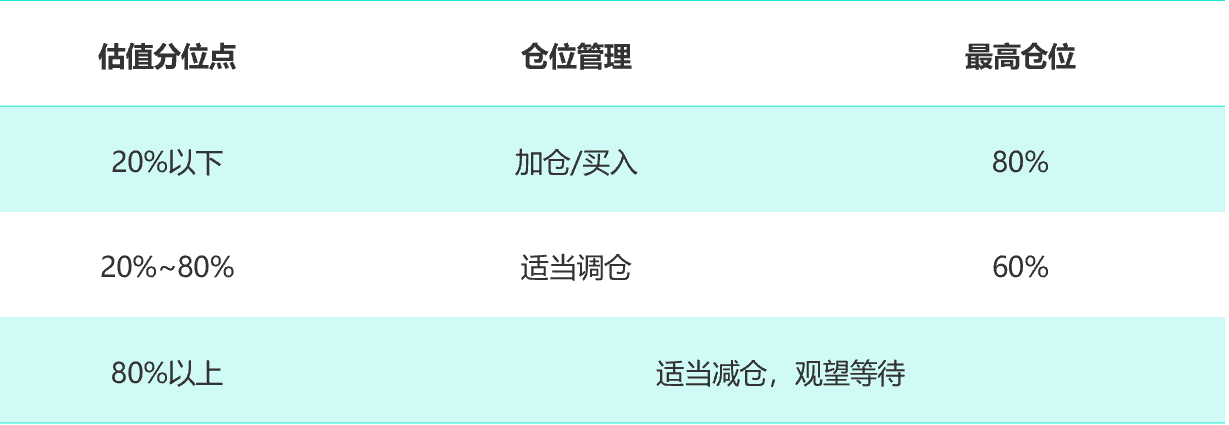 估值分位点 仓位管理 最高仓位
20%以下 加仓/买入 80%
20%~80% 适当调仓 60%
80%以上 适当减仓，观望等待